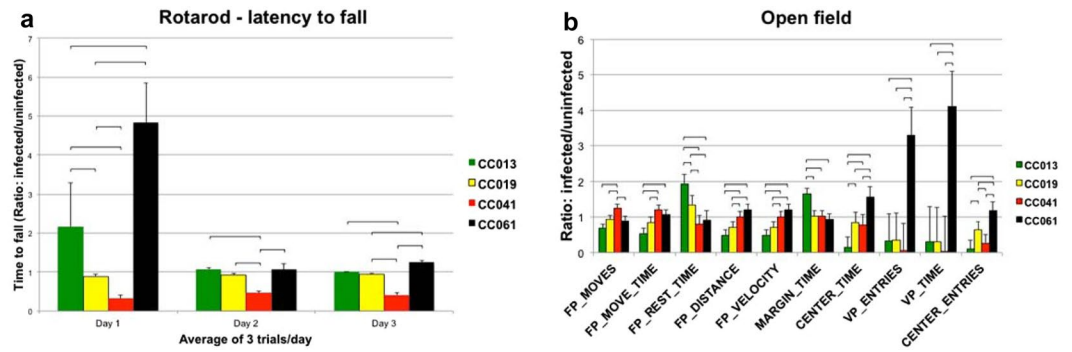 a
Rotarod - latency to fall
Time to fall (Ratio: infected/uninfected)
7
6
5
4
3
2
1
0
Day 1
Day 2
Day 3
Average of 3 trials/day
CC013
CC019
CC041
CC061
b
Open field
Ratio: infected/uninfected
6
5
4
3
2
1
0
FP_MOVES
FP_MOVE_TIME
FP_REST_TIME
FP_DISTANCE
FP_VELOCITY
MARGIN_TIME
CENTER_TIME
VP_ENTRIES
VP_TIME
CENTER_ENTRIES
CC013
CC019
CC041
CC061